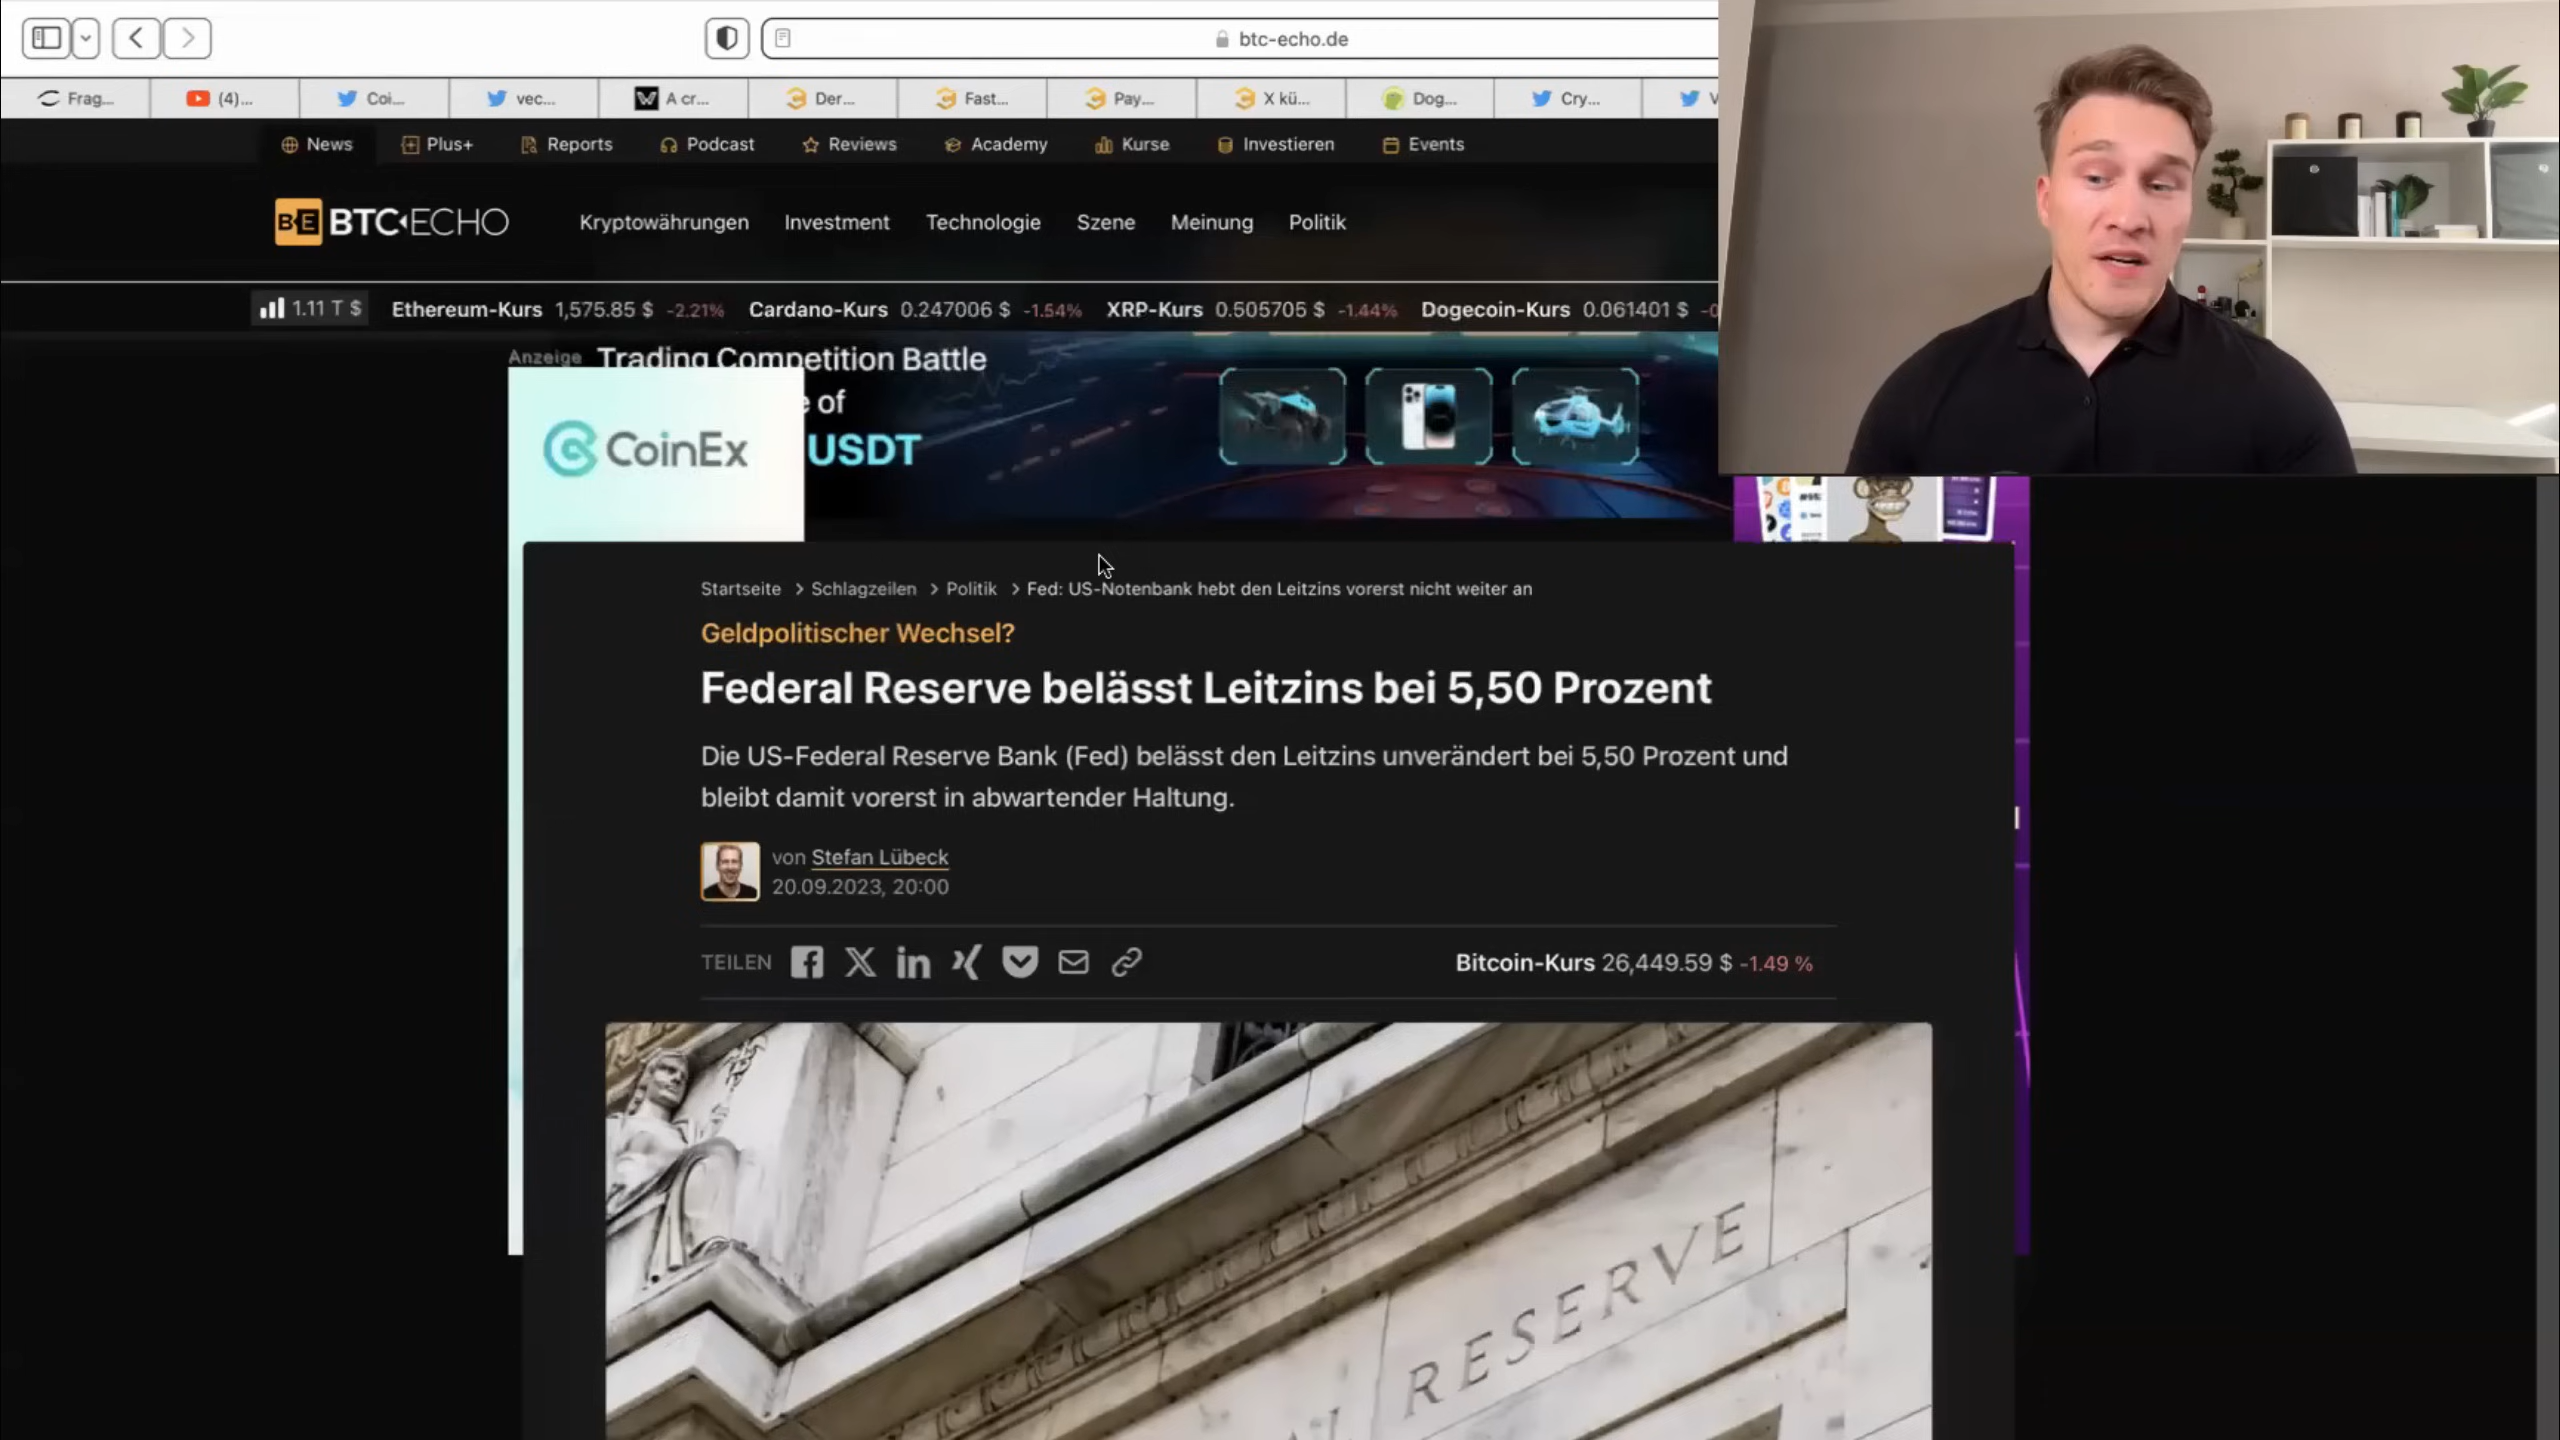 btc-echo.de
Frag...
(4)...
Coi...
vec...
A cr...
Der...
Fast...
Pay...
X kü...
Dog...
Cry...
News
Plus+
Reports
Podcast
Reviews
Academy
Kurse
Investieren
Events
BE BTC ECHO
Kryptowährungen
Investment
Technologie
Szene
Meinung
Politik
1.11 T $
Ethereum-Kurs 1,575.85 $ -2.21%
Cardano-Kurs 0.247006 $ -1.54%
XRP-Kurs 0.505705 $ -1.44%
Dogecoin-Kurs 0.061401 $
Anzeige
Trading Competition Battle
of
USDT
CoinEx
Startseite > Schlagzeilen > Politik > Fed: US-Notenbank hebt den Leitzins vorerst nicht weiter an
Geldpolitischer Wechsel?
Federal Reserve belässt Leitzins bei 5,50 Prozent
Die US-Federal Reserve Bank (Fed) belässt den Leitzins unverändert bei 5,50 Prozent und
bleibt damit vorerst in abwartender Haltung.
von Stefan Lübeck
20.09.2023, 20:00
TEILEN
Bitcoin-Kurs 26,449.59 $ -1.49 %
RESERVE